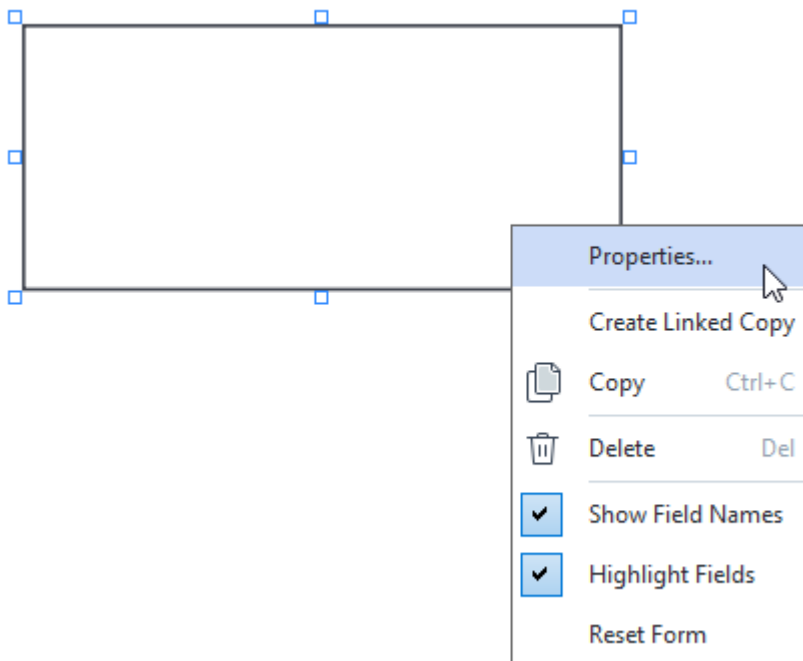 Properties...
Create Linked Copy
Copy Ctrl+C
Delete Del
Show Field Names
Highlight Fields
Reset Form